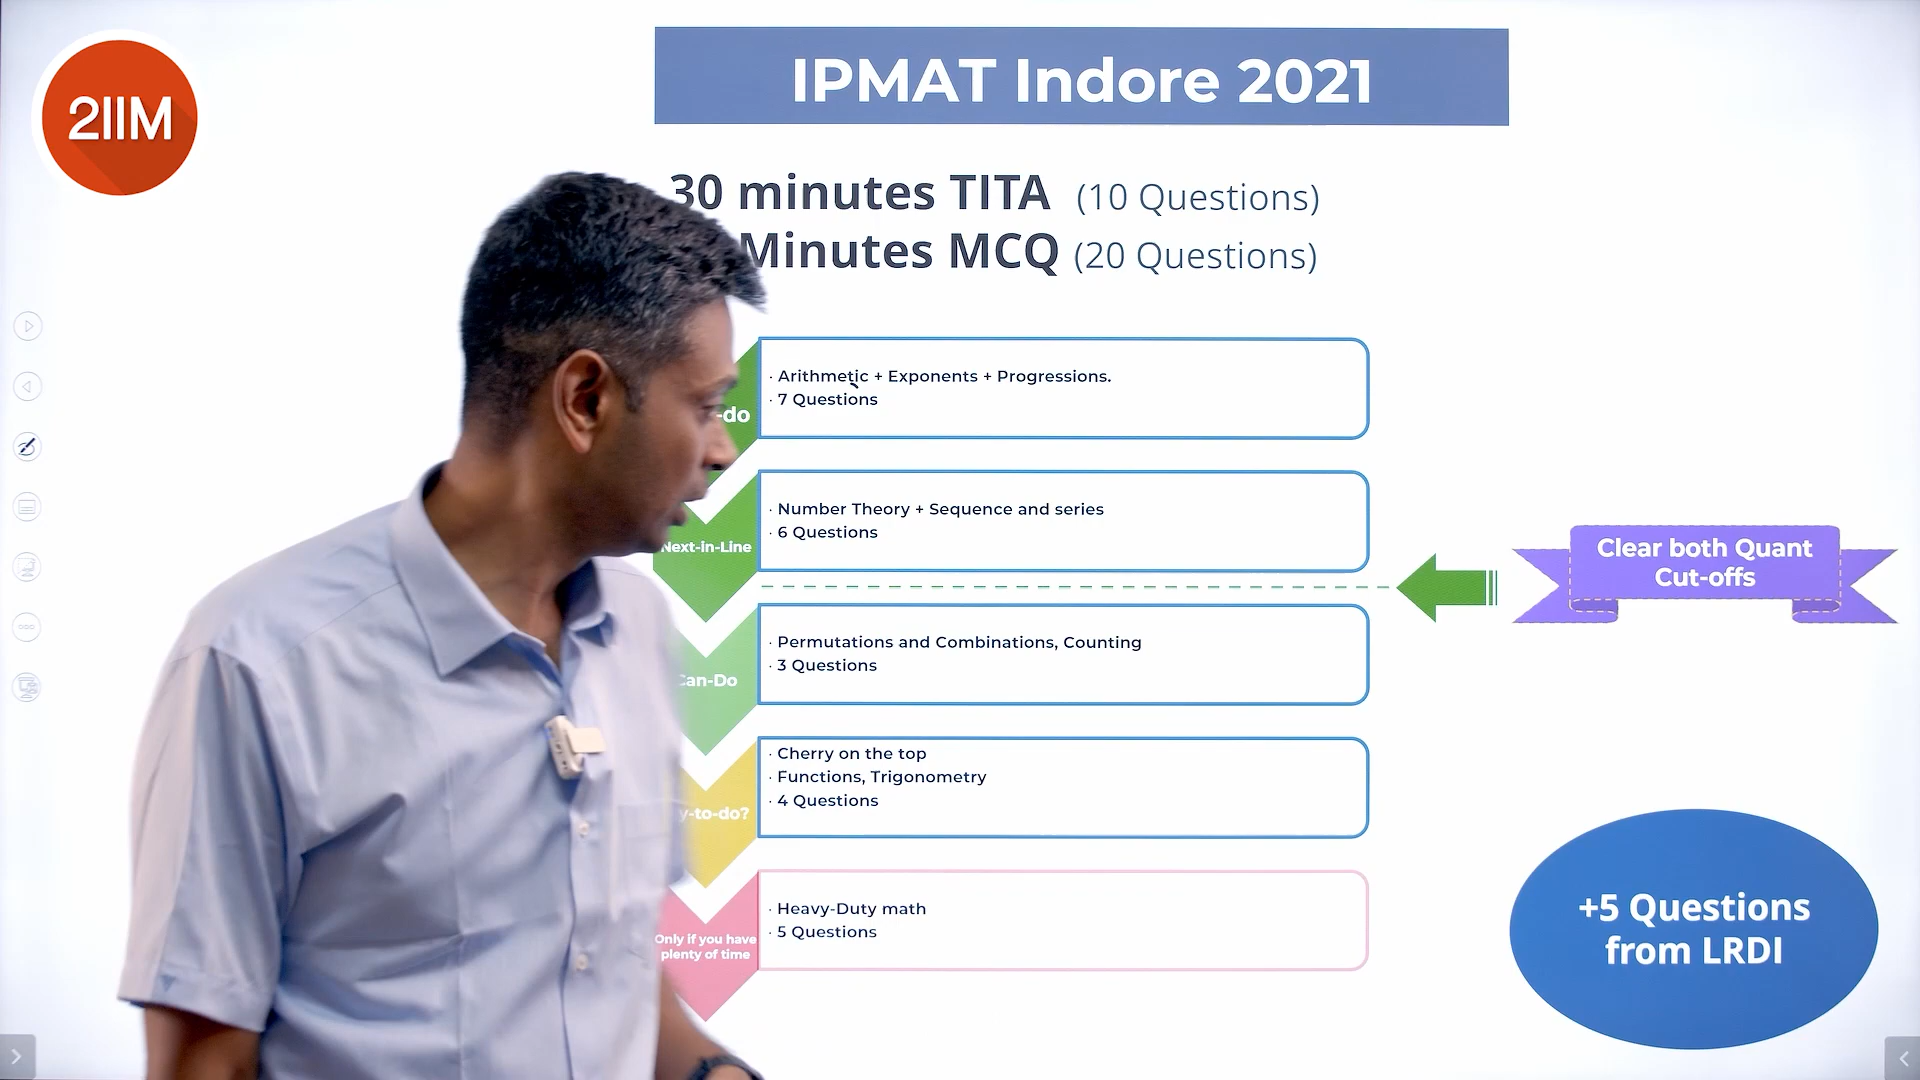 2IIM
IPMAT Indore 2021
30 minutes TITA (10 Questions)
Minutes MCQ (20 Questions)
-do
· Arithmetic + Exponents + Progressions.
· 7 Questions
Next-in-Line
· Number Theory + Sequence and series
· 6 Questions
Clear both Quant
Cut-offs
Can-Do
· Permutations and Combinations, Counting
· 3 Questions
y-to-do?
· Cherry on the top
· Functions, Trigonometry
· 4 Questions
Only if you have
plenty of time
· Heavy-Duty math
· 5 Questions
+5 Questions
from LRDI